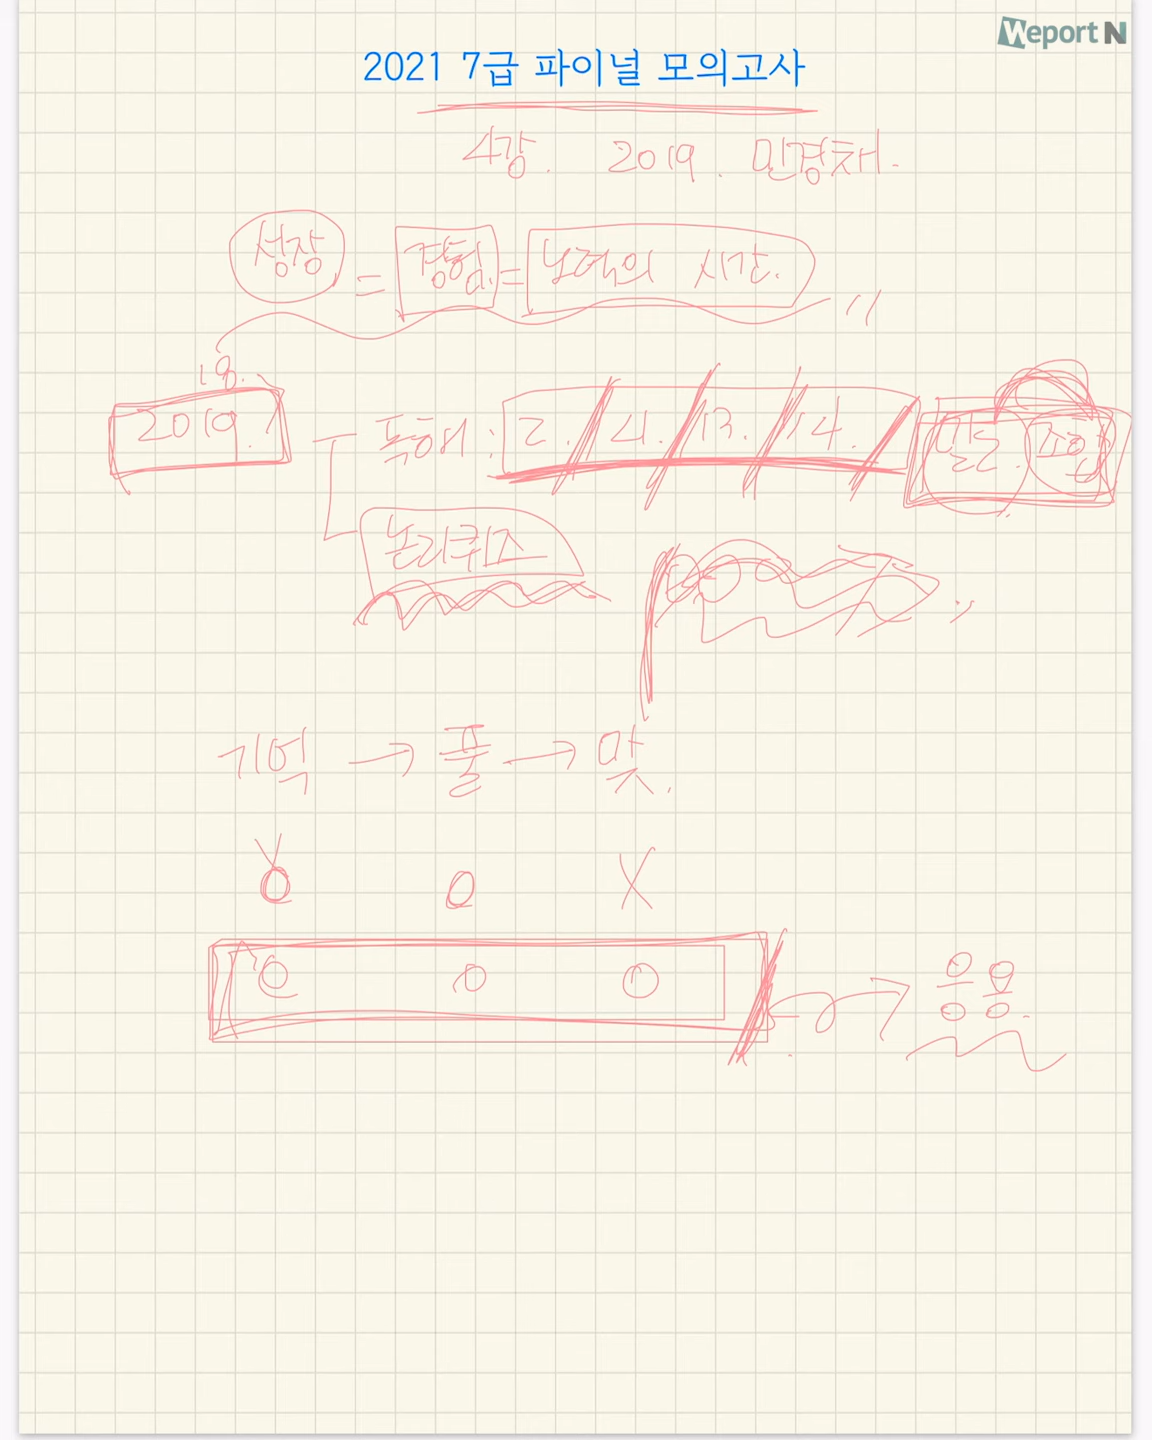 Weport N
2021 7급 파이널 모의고사
4강. 2019. 민경채.
성장 = 경험 = 노력의 시간.
18.
2019. 독해: 2. / 4. / 13. / 14. /
논리퀴즈
기억 → 풀 → 맞.
O O X
O O O → 응용.